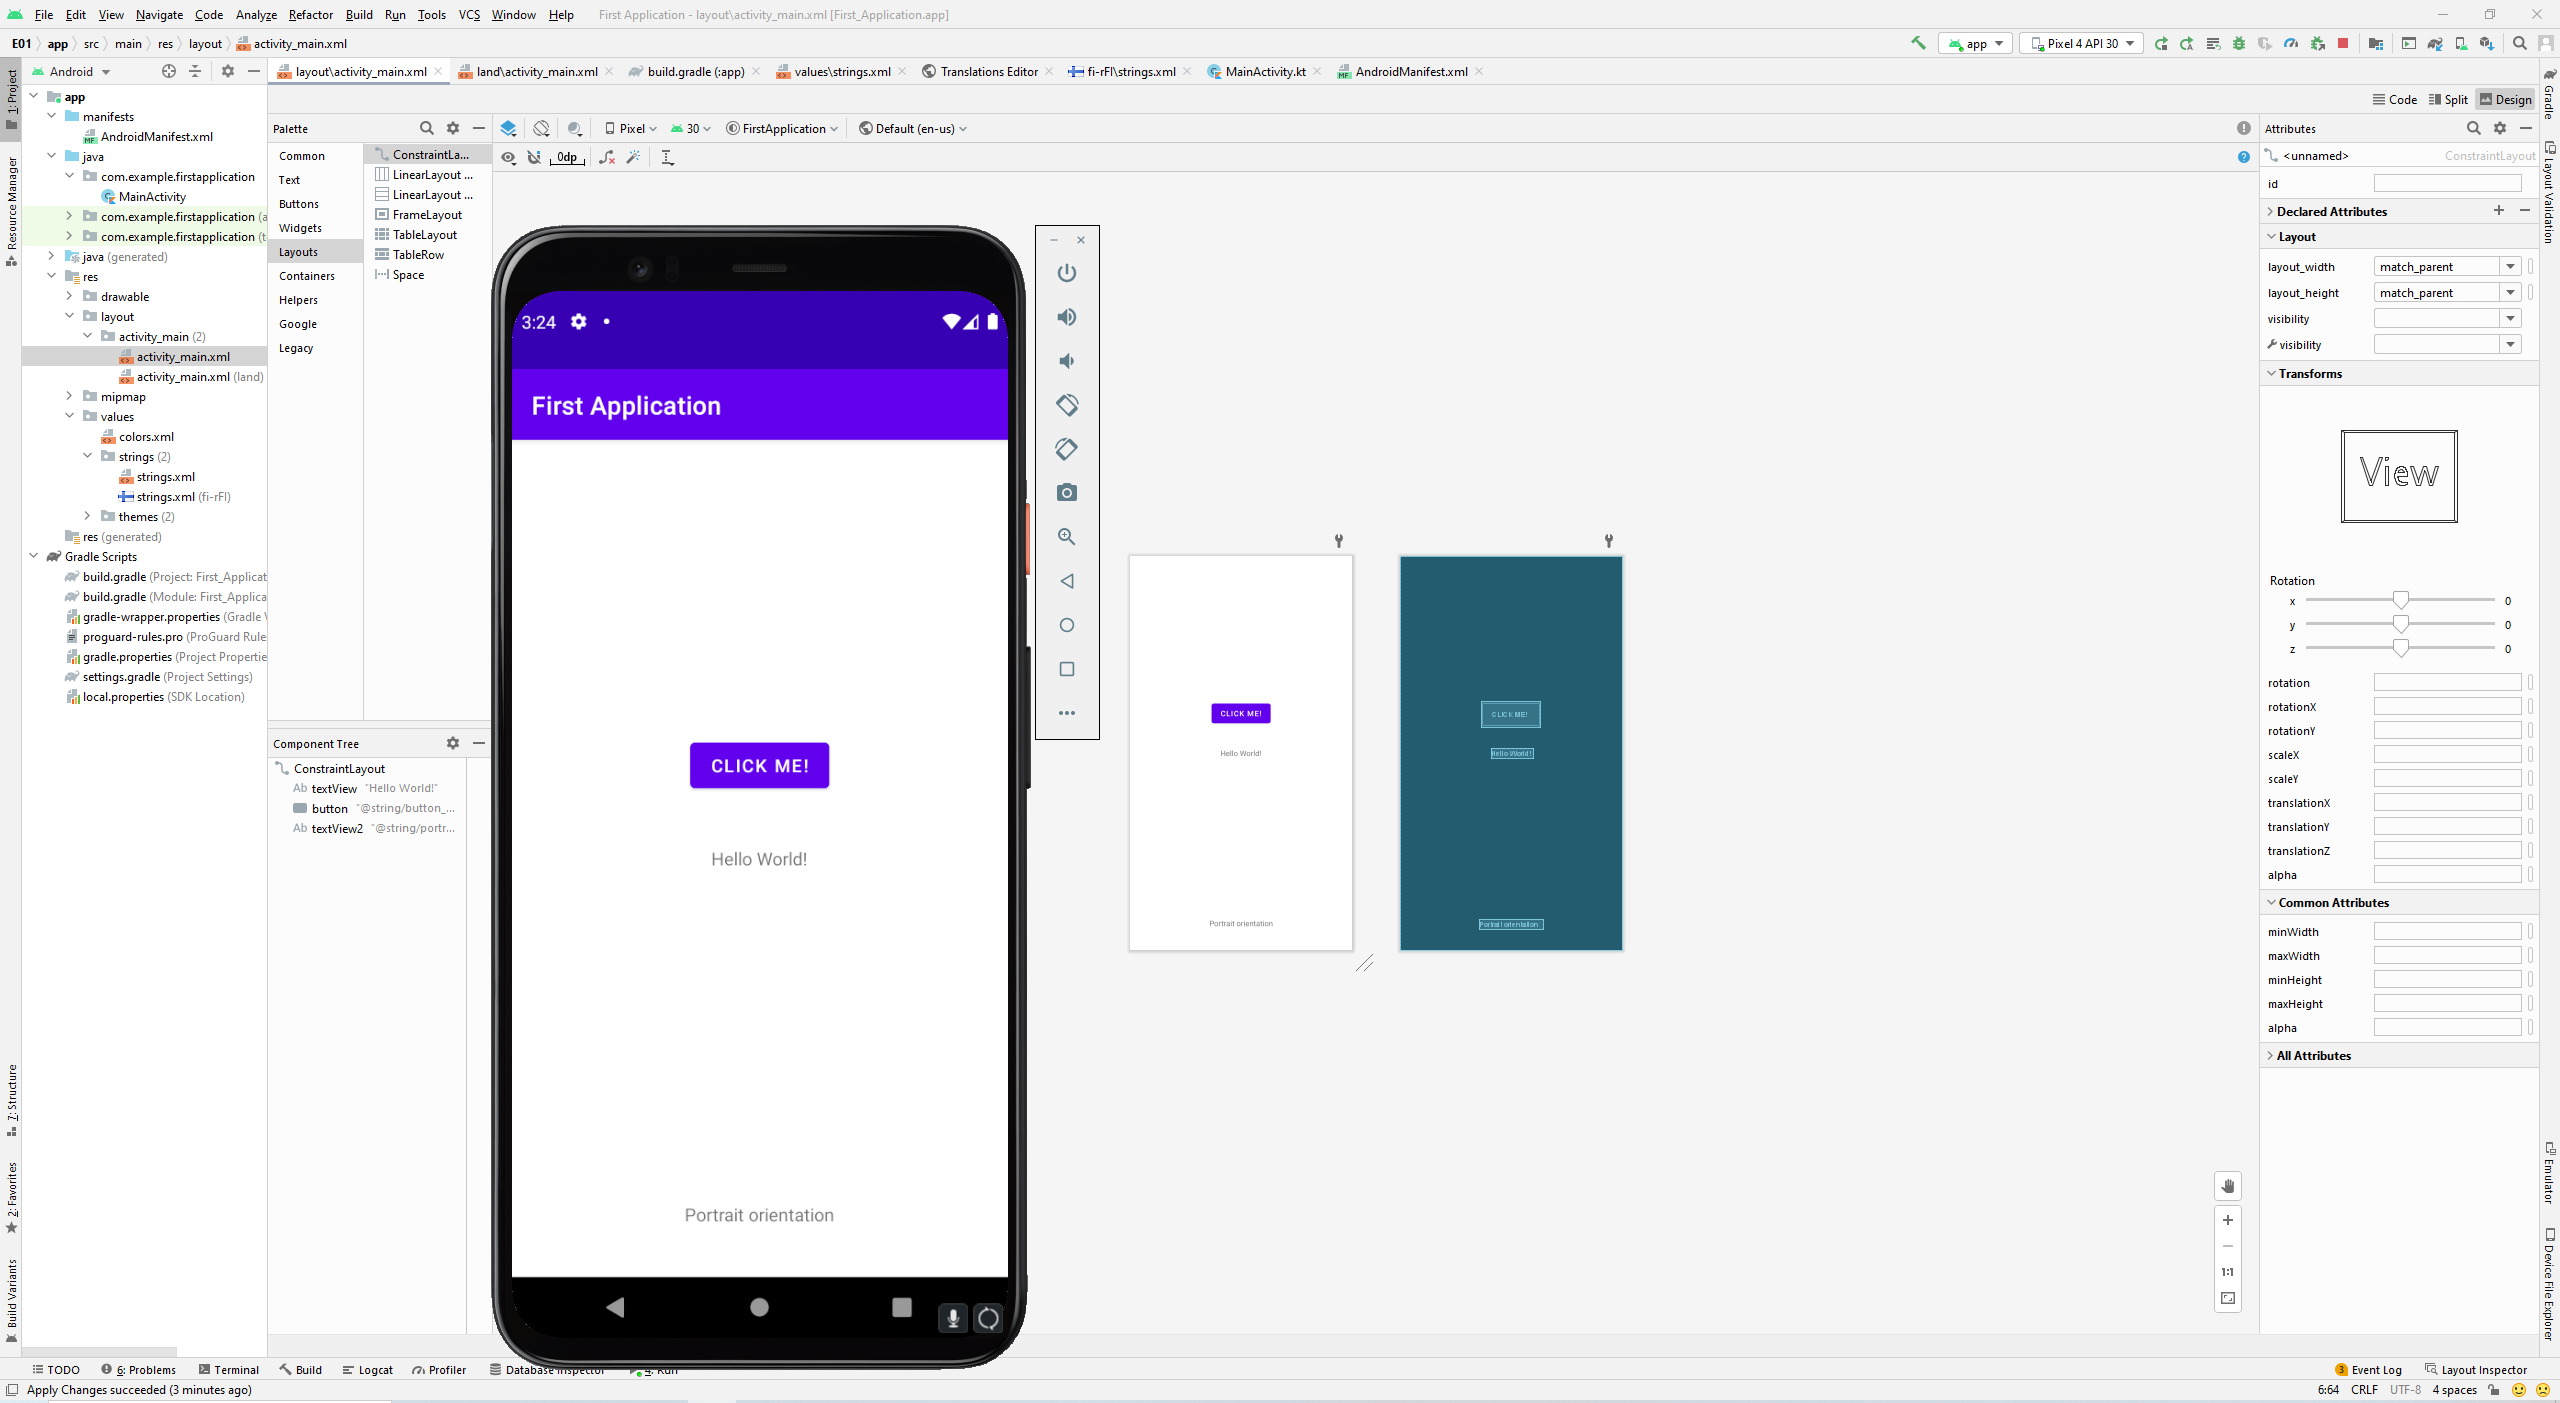 File Edit View Navigate Code Analyze Refactor Build Run Tools VCS Window Help First Application - layout\activity_main.xml [First_Application.app]
E01 app src main res layout activity_main.xml
app Pixel 4 API 30
Android
layout\activity_main.xml land\activity_main.xml build.gradle (:app) values\strings.xml Translations Editor fi-rFI\strings.xml MainActivity.kt AndroidManifest.xml
Code Split Design
1: Project
Resource Manager
7: Structure
2: Favorites
Build Variants
app
manifests
AndroidManifest.xml
java
com.example.firstapplication
MainActivity
com.example.firstapplication (a
com.example.firstapplication (t
java (generated)
res
drawable
layout
activity_main (2)
activity_main.xml
activity_main.xml (land)
mipmap
values
colors.xml
strings (2)
strings.xml
strings.xml (fi-rFI)
themes (2)
res (generated)
Gradle Scripts
build.gradle (Project: First_Applicat
build.gradle (Module: First_Applica
gradle-wrapper.properties (Gradle V
proguard-rules.pro (ProGuard Rule
gradle.properties (Project Propertie
settings.gradle (Project Settings)
local.properties (SDK Location)
Palette
Common
Text
Buttons
Widgets
Layouts
Containers
Helpers
Google
Legacy
ConstraintLa...
LinearLayout ...
LinearLayout ...
FrameLayout
TableLayout
TableRow
Space
Component Tree
ConstraintLayout
Ab textView "Hello World!"
button "@string/button_...
Ab textView2 "@string/portr...
Pixel 30 FirstApplication Default (en-us)
0dp
3:24
First Application
CLICK ME!
Hello World!
Portrait orientation
CLICK ME!
Hello World!
Portrait orientation
CLICK ME!
Hello World!
Portrait orientation
1:1
Attributes
<unnamed> ConstraintLayout
id
Declared Attributes
Layout
layout_width match_parent
layout_height match_parent
visibility
visibility
Transforms
View
Rotation
x 0
y 0
z 0
rotation
rotationX
rotationY
scaleX
scaleY
translationX
translationY
translationZ
alpha
Common Attributes
minWidth
maxWidth
minHeight
maxHeight
alpha
All Attributes
Gradle
Layout Validation
Emulator
Device File Explorer
TODO 6: Problems Terminal Build Logcat Profiler Database Inspector 4: Run 3 Event Log Layout Inspector
Apply Changes succeeded (3 minutes ago) 6:64 CRLF UTF-8 4 spaces